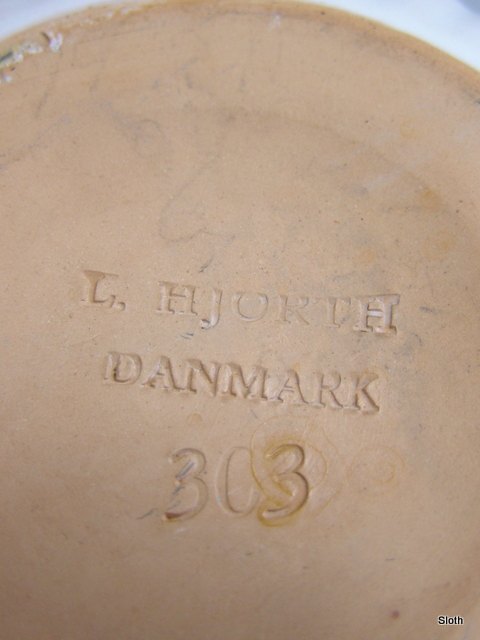 L. HJORTH
DANMARK
303
Sloth